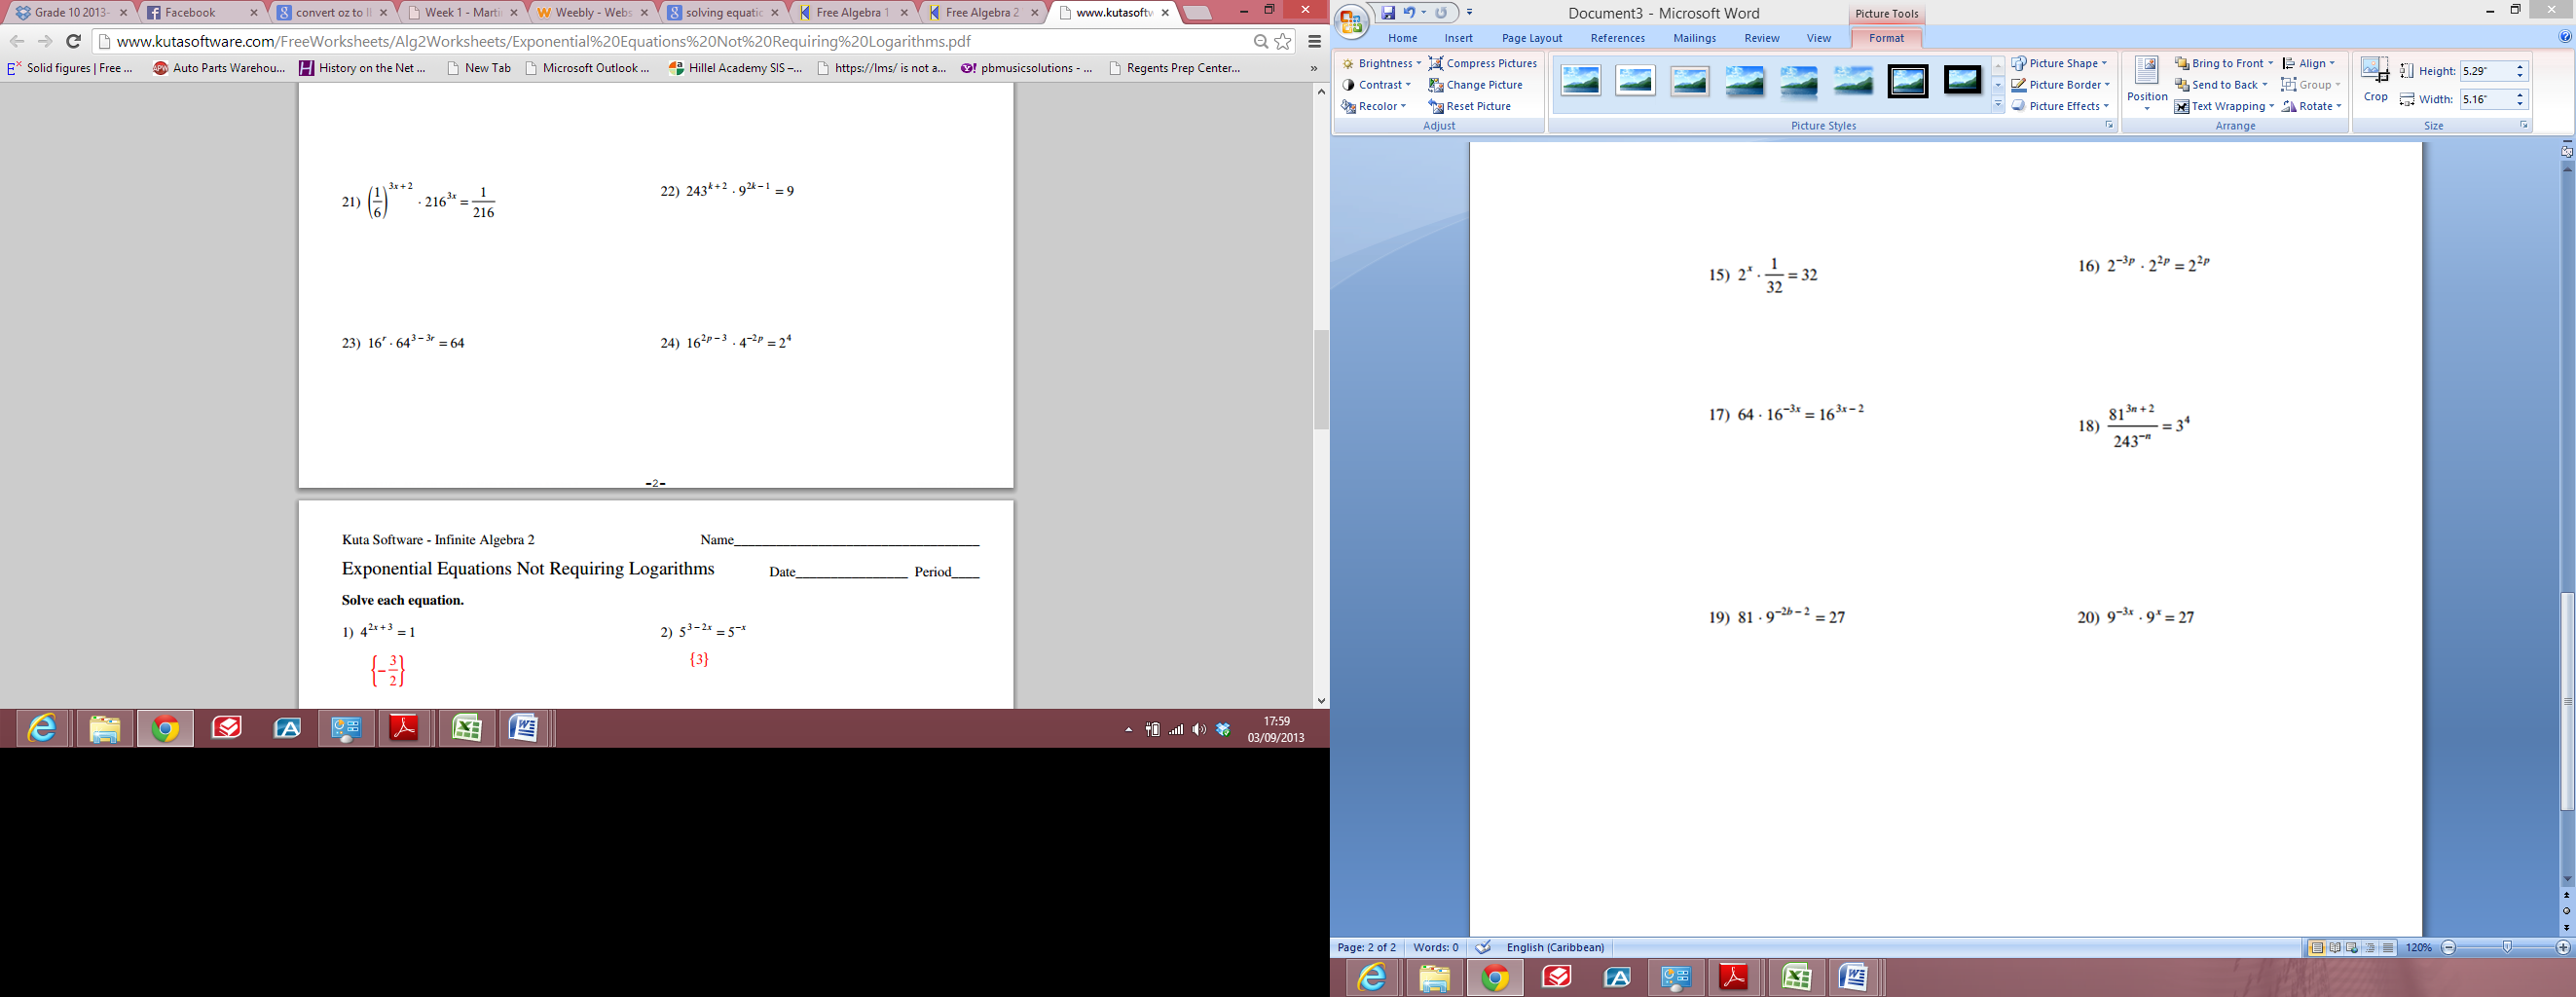 Grade 10 2013-
Facebook
convert oz to ll
Week 1 - Marti
Weebly - Webs
solving equatic
Free Algebra 1
Free Algebra 2
www.kutasoftw
www.kutasoftware.com/FreeWorksheets/Alg2Worksheets/Exponential%20Equations%20Not%20Requiring%20Logarithms.pdf
Solid figures | Free ...
Auto Parts Warehou...
History on the Net ...
New Tab
Microsoft Outlook ...
Hillel Academy SIS –...
https://lms/ is not a...
pbmusicsolutions - ...
Regents Prep Center...
»
21) (1/6)^(3x + 2) · 216^(3x) = 1/216
22) 243^(k + 2) · 9^(2k − 1) = 9
23) 16^r · 64^(3 − 3r) = 64
24) 16^(2p − 3) · 4^(−2p) = 2^4
-2-
Kuta Software - Infinite Algebra 2
Name___________________________________
Exponential Equations Not Requiring Logarithms
Date________________ Period____
Solve each equation.
1) 4^(2x + 3) = 1
2) 5^(3 − 2x) = 5^(−x)
{−3/2}
{3}
17:59
03/09/2013
Document3 - Microsoft Word
Picture Tools
Home
Insert
Page Layout
References
Mailings
Review
View
Format
Brightness
Contrast
Recolor
Compress Pictures
Change Picture
Reset Picture
Adjust
Picture Styles
Picture Shape
Picture Border
Picture Effects
Position
Bring to Front
Send to Back
Text Wrapping
Align
Group
Rotate
Arrange
Crop
Height: 5.29"
Width: 5.16"
Size
15) 2^x · 1/32 = 32
16) 2^(−3p) · 2^(2p) = 2^(2p)
17) 64 · 16^(−3x) = 16^(3x − 2)
18) 81^(3n + 2)/243^(−n) = 3^4
19) 81 · 9^(−2b − 2) = 27
20) 9^(−3x) · 9^x = 27
Page: 2 of 2
Words: 0
English (Caribbean)
120%